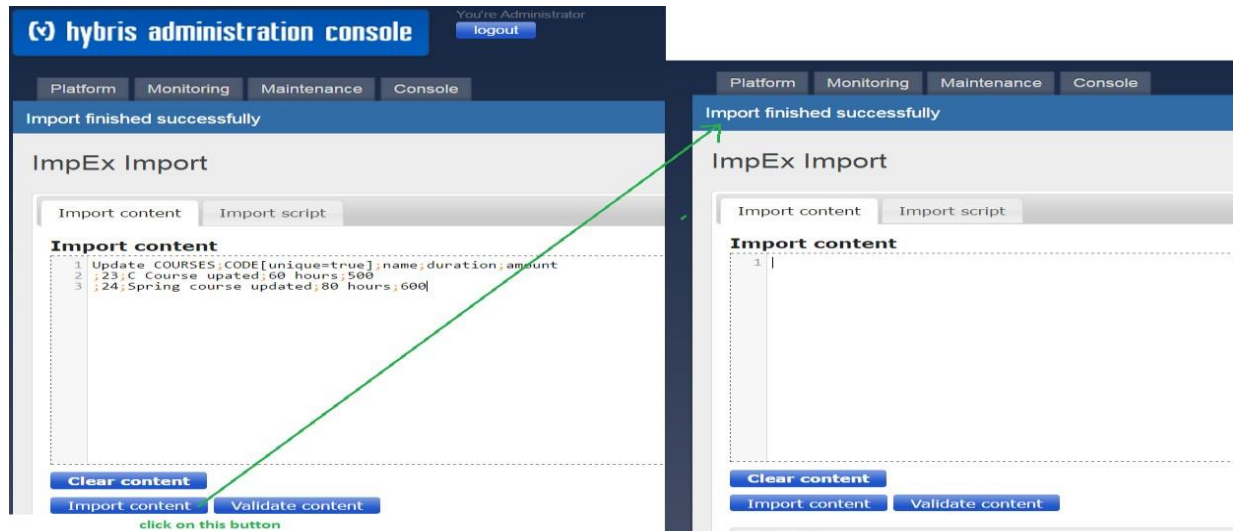 (y) hybris administration console
You're Administrator
logout
Platform Monitoring Maintenance Console
Import finished successfully
ImpEx Import
Import content Import script
Import content
1 Update COURSES;CODE[unique=true];name;duration;amount
2 ;23;C Course upated;60 hours;500
3 ;24;Spring course updated;80 hours;600
Clear content
Import content Validate content
click on this button
Platform Monitoring Maintenance Console
Import finished successfully
ImpEx Import
Import content Import script
Import content
1
Clear content
Import content Validate content